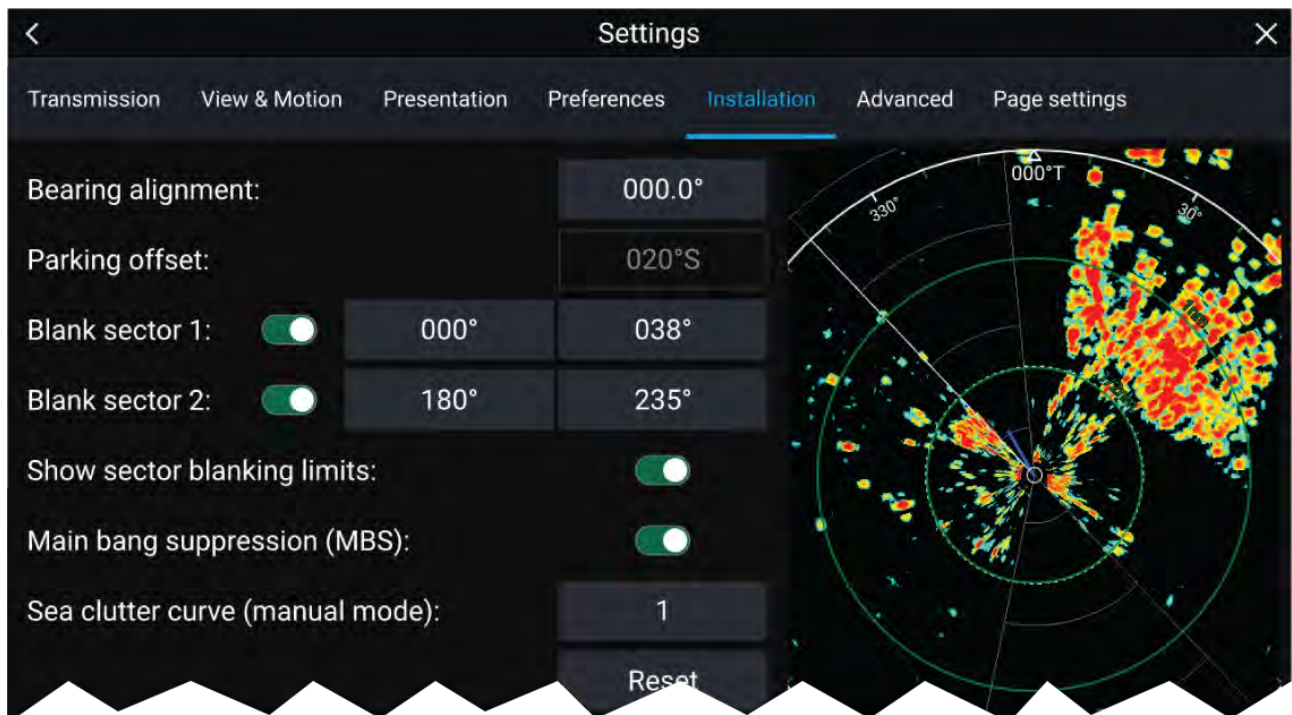 Settings
Transmission View & Motion Presentation Preferences Installation Advanced Page settings
Bearing alignment: 000.0°
Parking offset: 020°S
Blank sector 1: 000° 038°
Blank sector 2: 180° 235°
Show sector blanking limits:
Main bang suppression (MBS):
Sea clutter curve (manual mode): 1
Reset
000°T
330° 30°
1nm